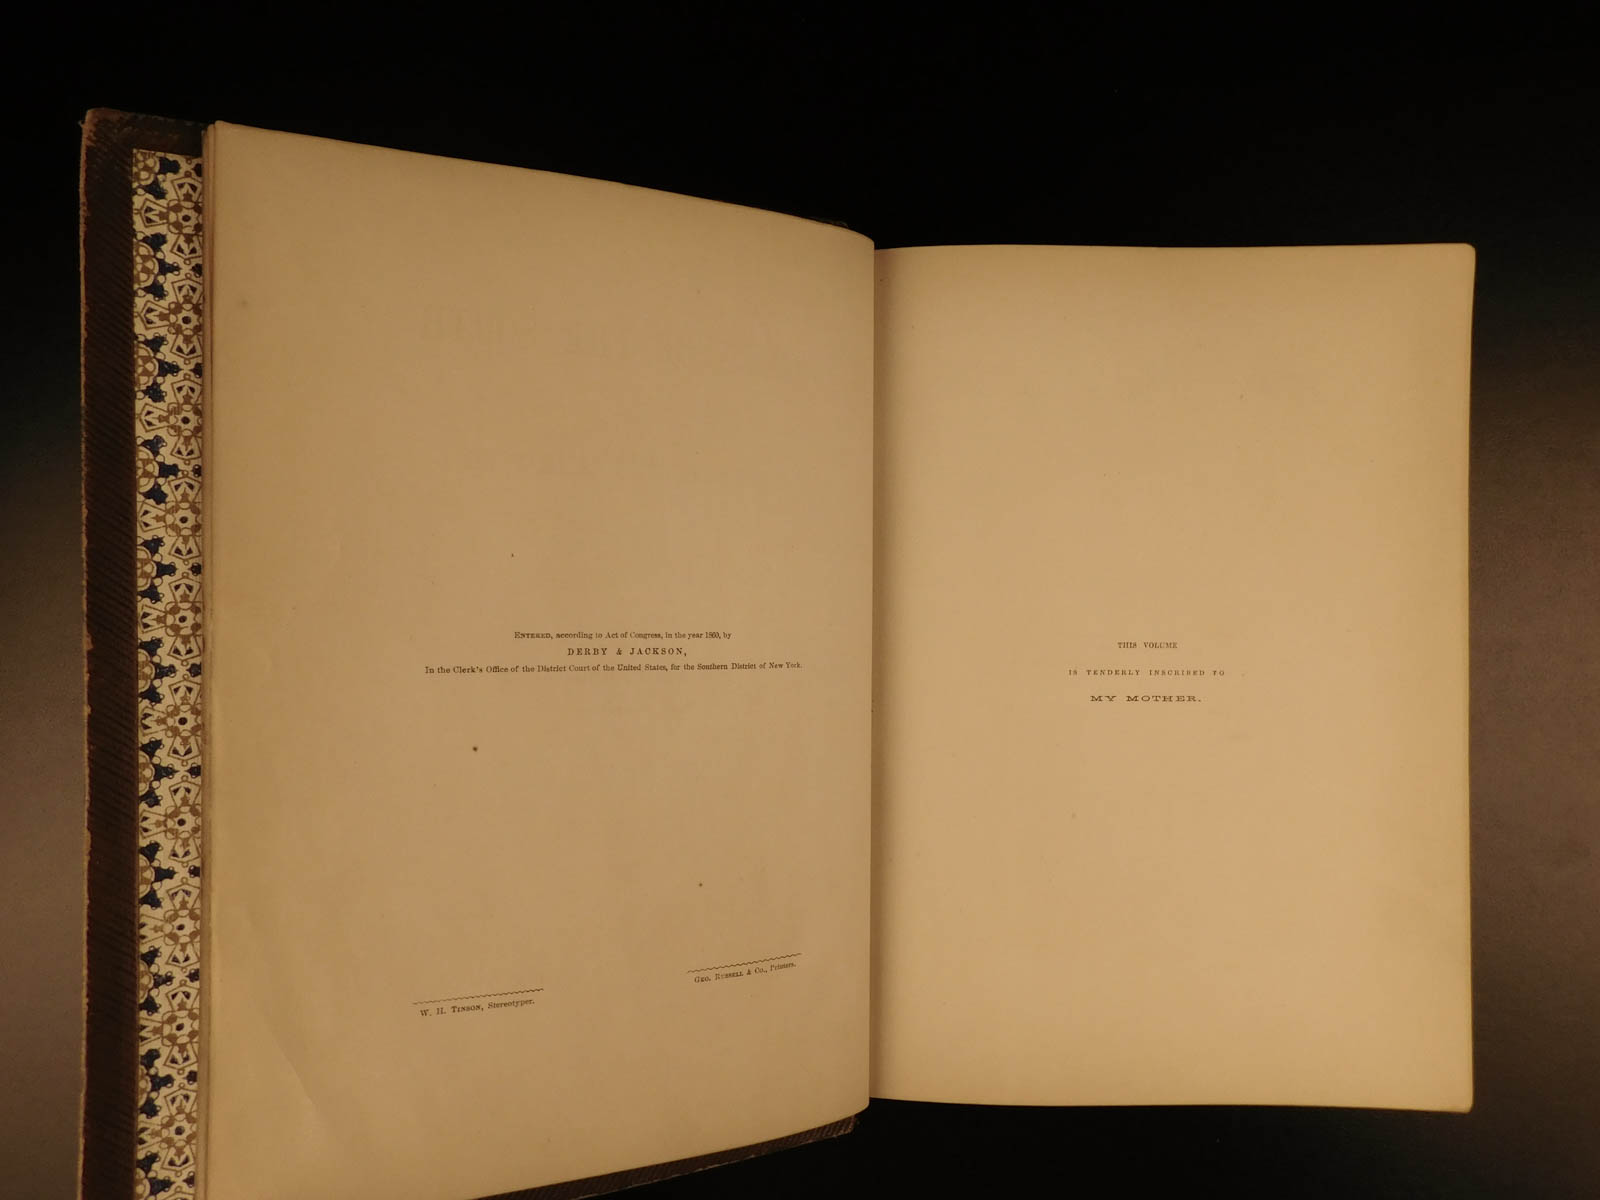 ENTERED, according to Act of Congress, in the year 1860, by
DERBY & JACKSON,
In the Clerk's Office of the District Court of the United States, for the Southern District of New York.
W. H. TINSON, Stereotyper.
GEO. RUSSELL & Co., Printers.
THIS VOLUME
IS TENDERLY INSCRIBED TO
MY MOTHER.